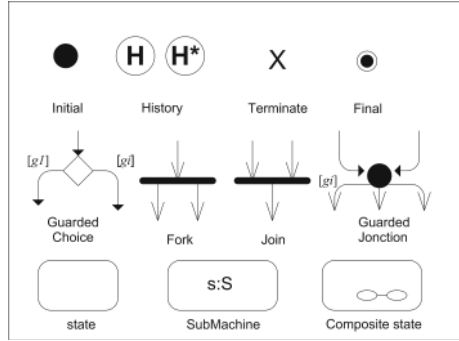 H H* X
Initial History Terminate Final
[g1] [gi] [gi]
Guarded Choice Fork Join Guarded Jonction
s:S
state SubMachine Composite state